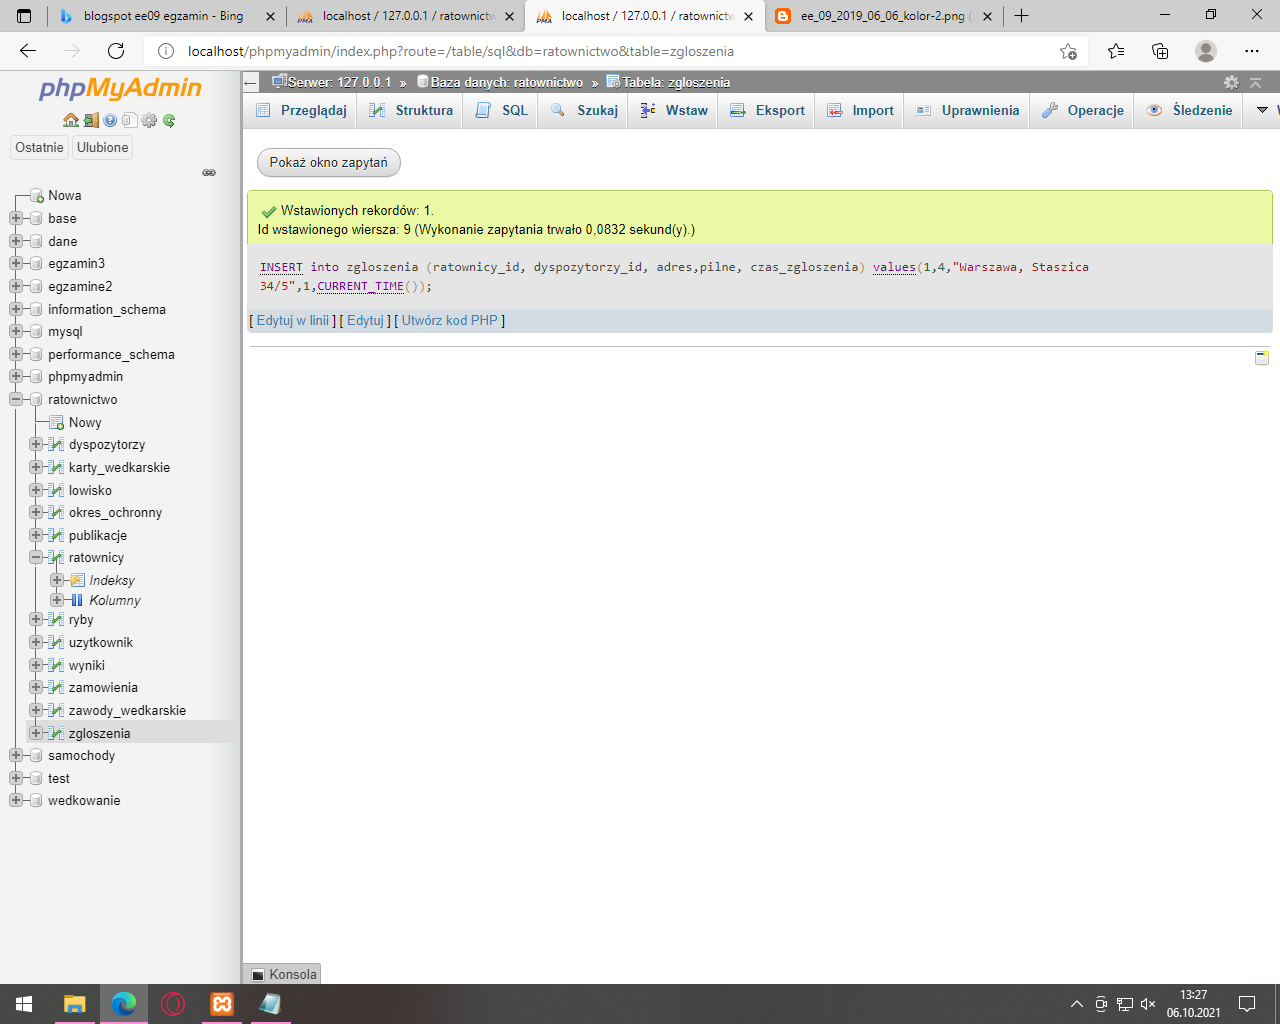 blogspot ee09 egzamin - Bing
localhost / 127.0.0.1 / ratownictw
localhost / 127.0.0.1 / ratownictw
ee_09_2019_06_06_kolor-2.png (
localhost/phpmyadmin/index.php?route=/table/sql&db=ratownictwo&table=zgloszenia
phpMyAdmin
Ostatnie Ulubione
Nowa
base
dane
egzamin3
egzamine2
information_schema
mysql
performance_schema
phpmyadmin
ratownictwo
Nowy
dyspozytorzy
karty_wedkarskie
lowisko
okres_ochronny
publikacje
ratownicy
Indeksy
Kolumny
ryby
uzytkownik
wyniki
zamowienia
zawody_wedkarskie
zgloszenia
samochody
test
wedkowanie
Serwer: 127.0.0.1 » Baza danych: ratownictwo » Tabela: zgloszenia
Przeglądaj Struktura SQL Szukaj Wstaw Eksport Import Uprawnienia Operacje Śledzenie
Pokaż okno zapytań
Wstawionych rekordów: 1.
Id wstawionego wiersza: 9 (Wykonanie zapytania trwało 0,0832 sekund(y).)
INSERT into zgloszenia (ratownicy_id, dyspozytorzy_id, adres,pilne, czas_zgloszenia) values(1,4,"Warszawa, Staszica
34/5",1,CURRENT_TIME());
[ Edytuj w linii ] [ Edytuj ] [ Utwórz kod PHP ]
Konsola
13:27
06.10.2021